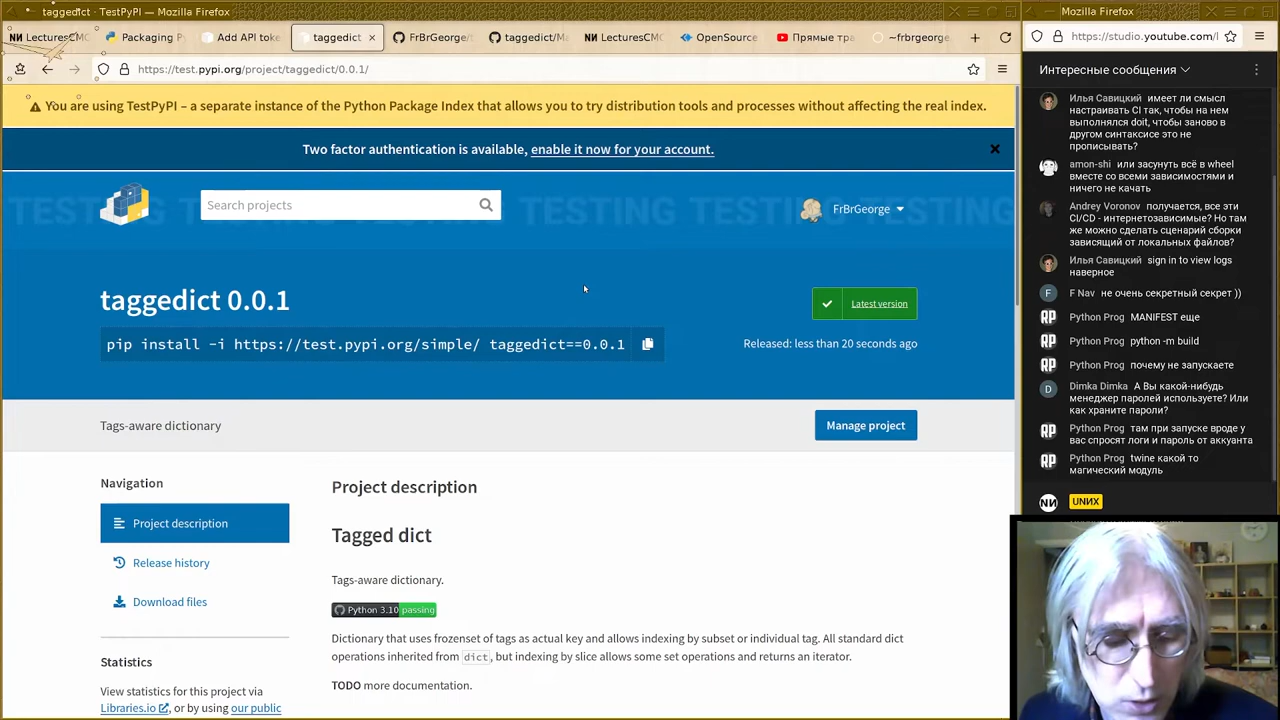 taggedict · TestPyPI — Mozilla Firefox
Mozilla Firefox
LecturesCMC
Packaging Py
Add API toke
taggedict
FrBrGeorge/t
taggedict/Ma
LecturesCMC
OpenSource
Прямые тра
~frbrgeorge
https://test.pypi.org/project/taggedict/0.0.1/
https://studio.youtube.com/l
You are using TestPyPI – a separate instance of the Python Package Index that allows you to try distribution tools and processes without affecting the real index.
Two factor authentication is available, enable it now for your account.
TESTING TESTING TESTING TESTING
Search projects
FrBrGeorge
taggedict 0.0.1
Latest version
pip install -i https://test.pypi.org/simple/ taggedict==0.0.1
Released: less than 20 seconds ago
Tags-aware dictionary
Manage project
Navigation
Project description
Release history
Download files
Statistics
View statistics for this project via
Libraries.io, or by using our public
Project description
Tagged dict
Tags-aware dictionary.
Python 3.10 passing
Dictionary that uses frozenset of tags as actual key and allows indexing by subset or individual tag. All standard dict
operations inherited from dict, but indexing by slice allows some set operations and returns an iterator.
TODO more documentation.
Интересные сообщения
Илья Савицкий имеет ли смысл
настраивать CI так, чтобы на нем
выполнялся doit, чтобы заново в
другом синтаксисе это не
прописывать?
amon-shi или засунуть всё в wheel
вместе со всеми зависимостями и
ничего не качать
Andrey Voronov получается, все эти
CI/CD - интернетозависимые? Но там
же можно сделать сценарий сборки
зависящий от локальных файлов?
Илья Савицкий sign in to view logs
наверное
F Nav не очень секретный секрет ))
Python Prog MANIFEST еще
Python Prog python -m build
Python Prog почему не запускаете
Dimka Dimka А Вы какой-нибудь
менеджер паролей используете? Или
как храните пароли?
Python Prog там при запуске вроде у
вас спросят логи и пароль от аккуанта
Python Prog twine какой то
магический модуль
UNИX